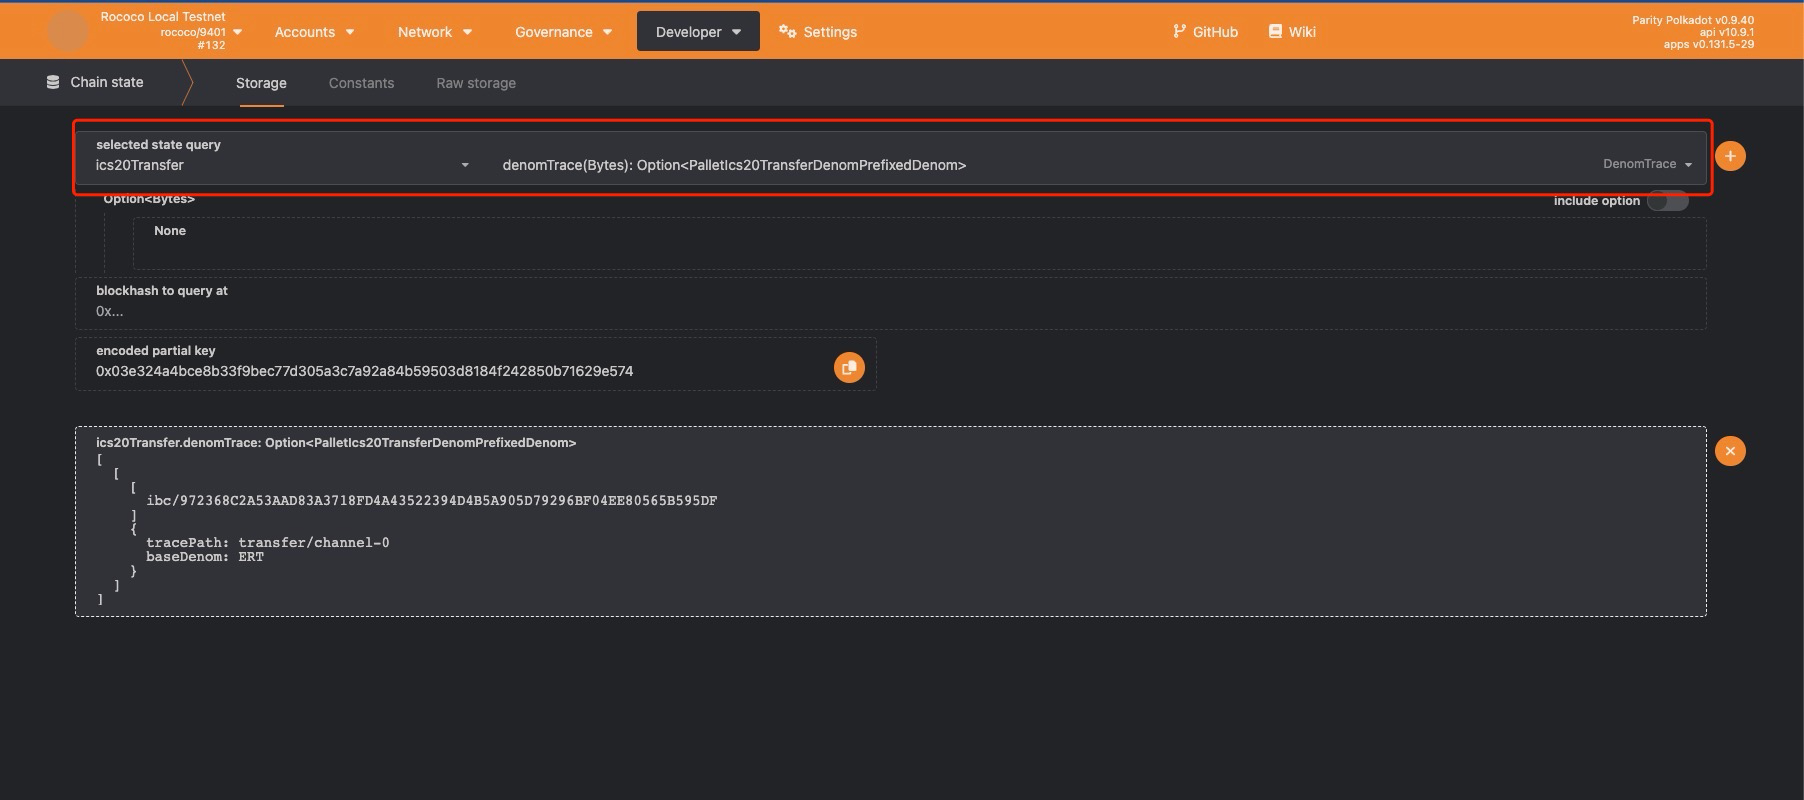 Rococo Local Testnet
rococo/9401
#132
Accounts
Network
Governance
Developer
Settings
GitHub
Wiki
Parity Polkadot v0.9.40
api v10.9.1
apps v0.131.5-29
Chain state
Storage
Constants
Raw storage
selected state query
ics20Transfer
denomTrace(Bytes): Option<PalletIcs20TransferDenomPrefixedDenom>
DenomTrace
Option<Bytes>
include option
None
blockhash to query at
0x...
encoded partial key
0x03e324a4bce8b33f9bec77d305a3c7a92a84b59503d8184f242850b71629e574
ics20Transfer.denomTrace: Option<PalletIcs20TransferDenomPrefixedDenom>
[
[
[
ibc/972368C2A53AAD83A3718FD4A43522394D4B5A905D79296BF04EE80565B595DF
]
{
tracePath: transfer/channel-0
baseDenom: ERT
}
]
]